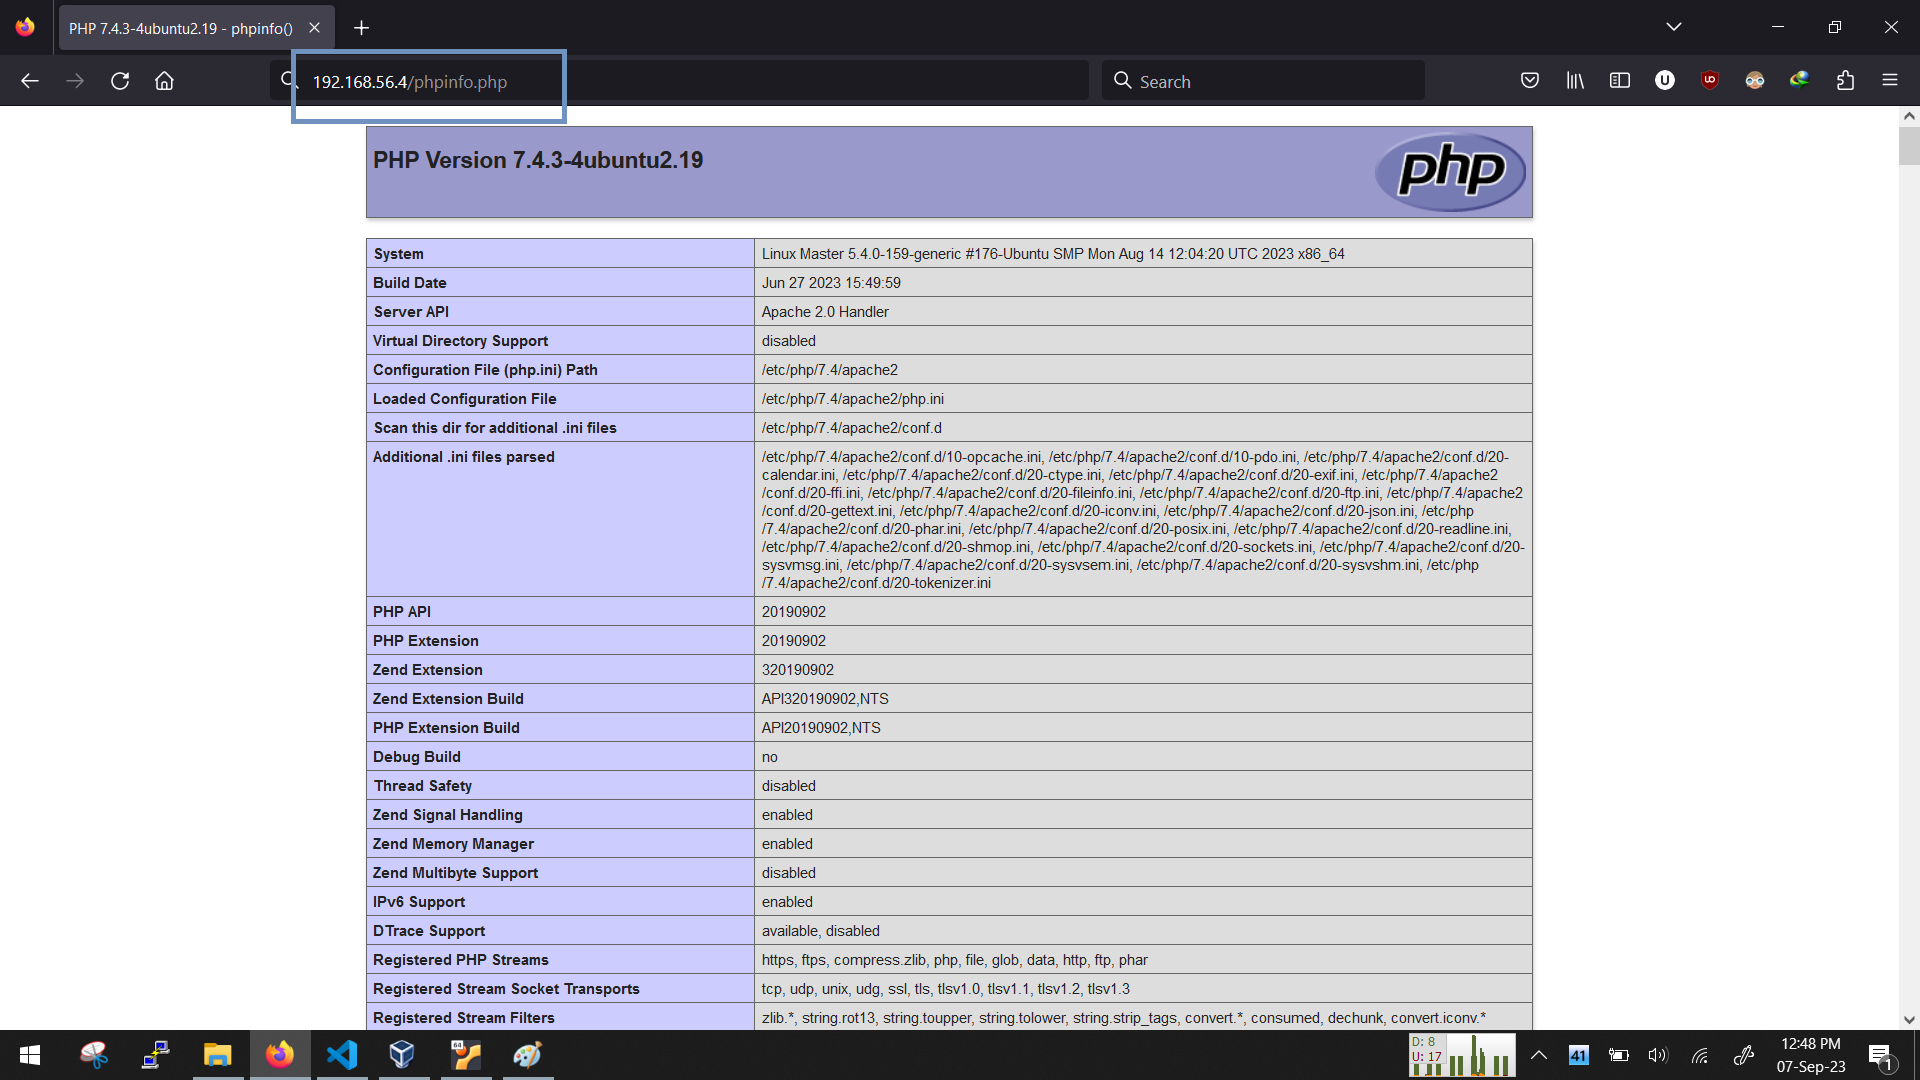 PHP 7.4.3-4ubuntu2.19 - phpinfo()
192.168.56.4/phpinfo.php
Search
PHP Version 7.4.3-4ubuntu2.19
php
System Linux Master 5.4.0-159-generic #176-Ubuntu SMP Mon Aug 14 12:04:20 UTC 2023 x86_64
Build Date Jun 27 2023 15:49:59
Server API Apache 2.0 Handler
Virtual Directory Support disabled
Configuration File (php.ini) Path /etc/php/7.4/apache2
Loaded Configuration File /etc/php/7.4/apache2/php.ini
Scan this dir for additional .ini files /etc/php/7.4/apache2/conf.d
Additional .ini files parsed /etc/php/7.4/apache2/conf.d/10-opcache.ini, /etc/php/7.4/apache2/conf.d/10-pdo.ini, /etc/php/7.4/apache2/conf.d/20-
calendar.ini, /etc/php/7.4/apache2/conf.d/20-ctype.ini, /etc/php/7.4/apache2/conf.d/20-exif.ini, /etc/php/7.4/apache2
/conf.d/20-ffi.ini, /etc/php/7.4/apache2/conf.d/20-fileinfo.ini, /etc/php/7.4/apache2/conf.d/20-ftp.ini, /etc/php/7.4/apache2
/conf.d/20-gettext.ini, /etc/php/7.4/apache2/conf.d/20-iconv.ini, /etc/php/7.4/apache2/conf.d/20-json.ini, /etc/php
/7.4/apache2/conf.d/20-phar.ini, /etc/php/7.4/apache2/conf.d/20-posix.ini, /etc/php/7.4/apache2/conf.d/20-readline.ini,
/etc/php/7.4/apache2/conf.d/20-shmop.ini, /etc/php/7.4/apache2/conf.d/20-sockets.ini, /etc/php/7.4/apache2/conf.d/20-
sysvmsg.ini, /etc/php/7.4/apache2/conf.d/20-sysvsem.ini, /etc/php/7.4/apache2/conf.d/20-sysvshm.ini, /etc/php
/7.4/apache2/conf.d/20-tokenizer.ini
PHP API 20190902
PHP Extension 20190902
Zend Extension 320190902
Zend Extension Build API320190902,NTS
PHP Extension Build API20190902,NTS
Debug Build no
Thread Safety disabled
Zend Signal Handling enabled
Zend Memory Manager enabled
Zend Multibyte Support disabled
IPv6 Support enabled
DTrace Support available, disabled
Registered PHP Streams https, ftps, compress.zlib, php, file, glob, data, http, ftp, phar
Registered Stream Socket Transports tcp, udp, unix, udg, ssl, tls, tlsv1.0, tlsv1.1, tlsv1.2, tlsv1.3
Registered Stream Filters zlib.*, string.rot13, string.toupper, string.tolower, string.strip_tags, convert.*, consumed, dechunk, convert.iconv.*
64
D: 8
U: 17
41
12:48 PM
07-Sep-23
1